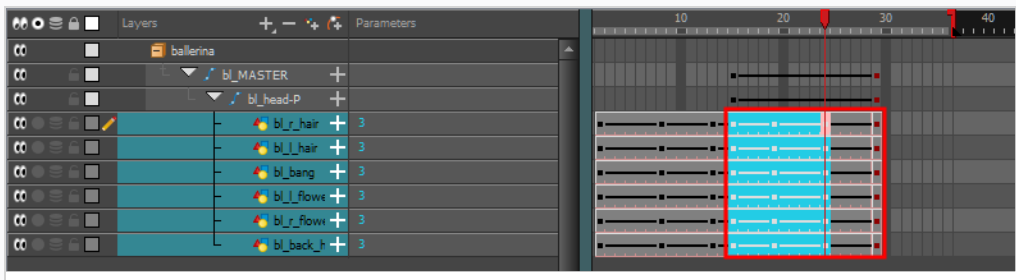 Layers Parameters 10 20 30 40
ballerina
bl_MASTER
bl_head-P
bl_r_hair 3
bl_l_hair 3
bl_bang 3
bl_l_flowe 3
bl_r_flowe 3
bl_back_h 3